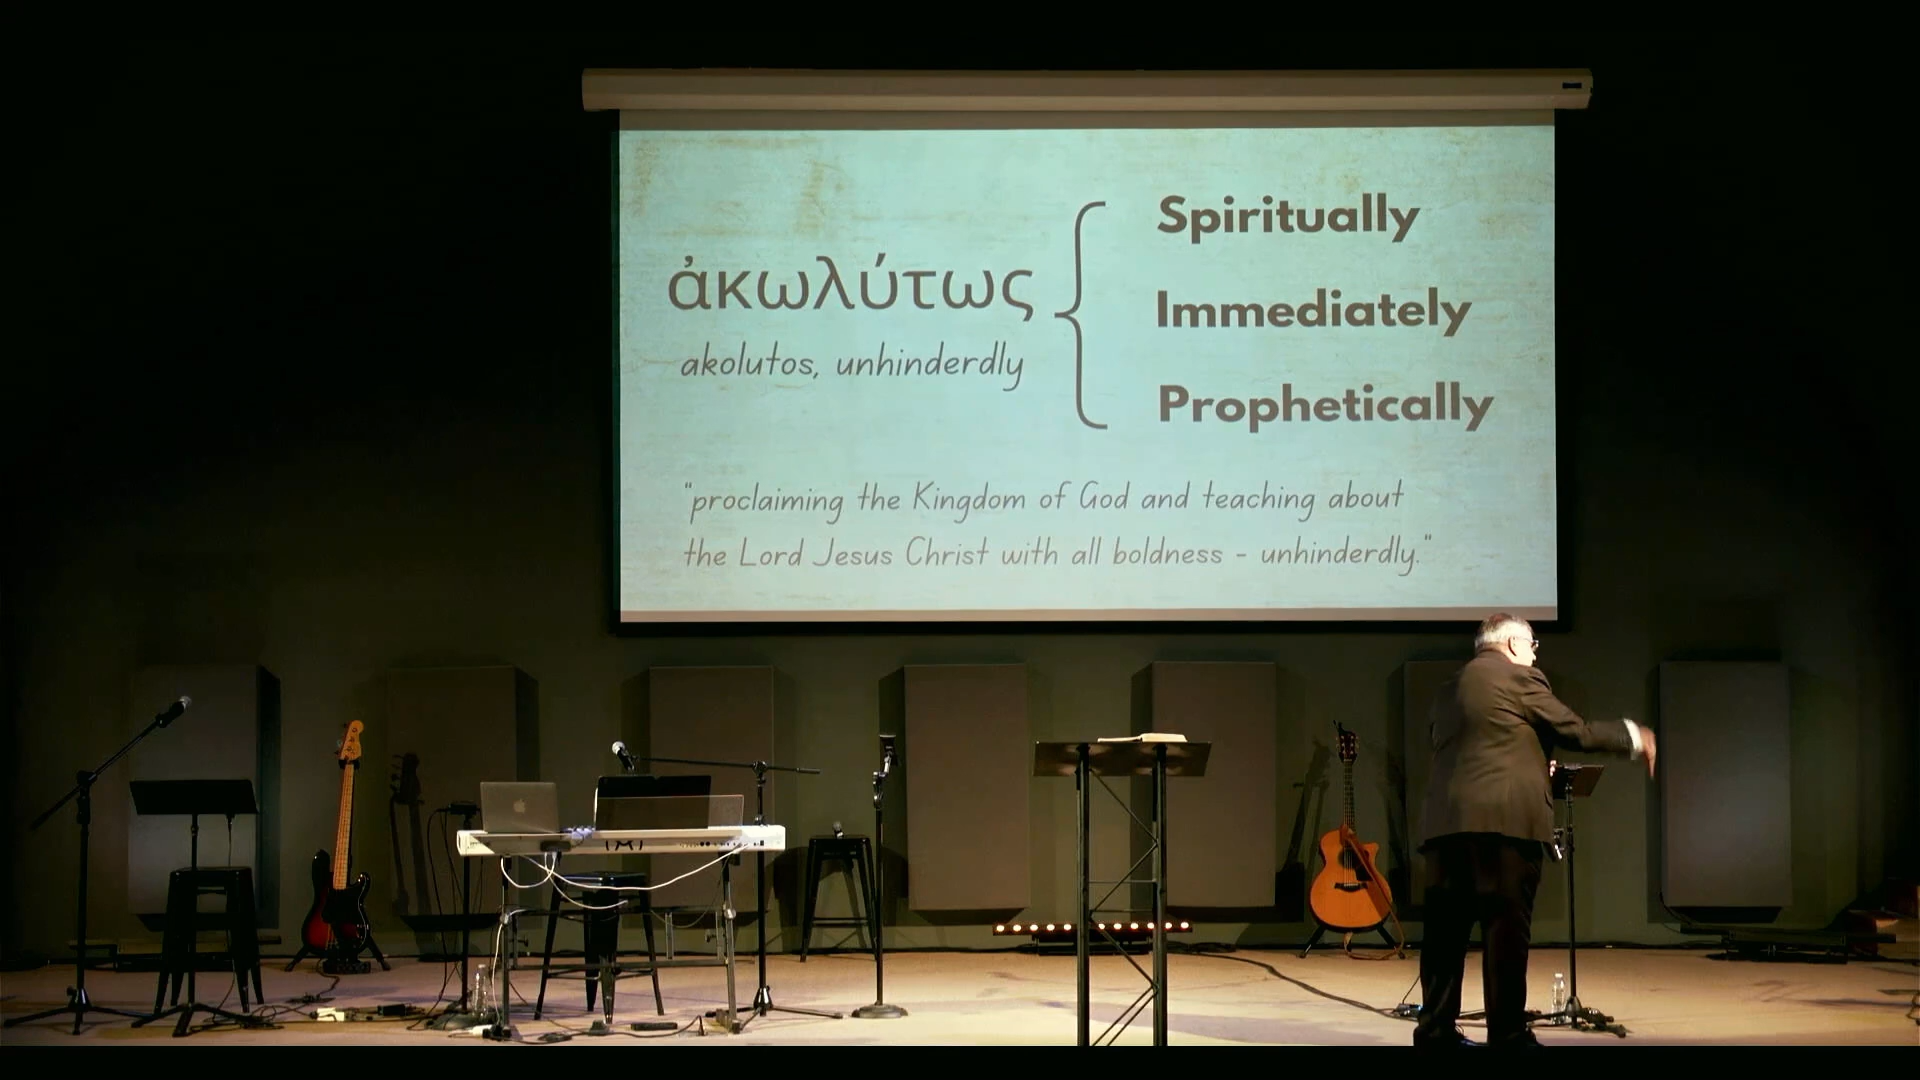 ἀκωλύτως
akolutos, unhinderdly
Spiritually
Immediately
Prophetically
"proclaiming the Kingdom of God and teaching about
the Lord Jesus Christ with all boldness - unhinderdly."